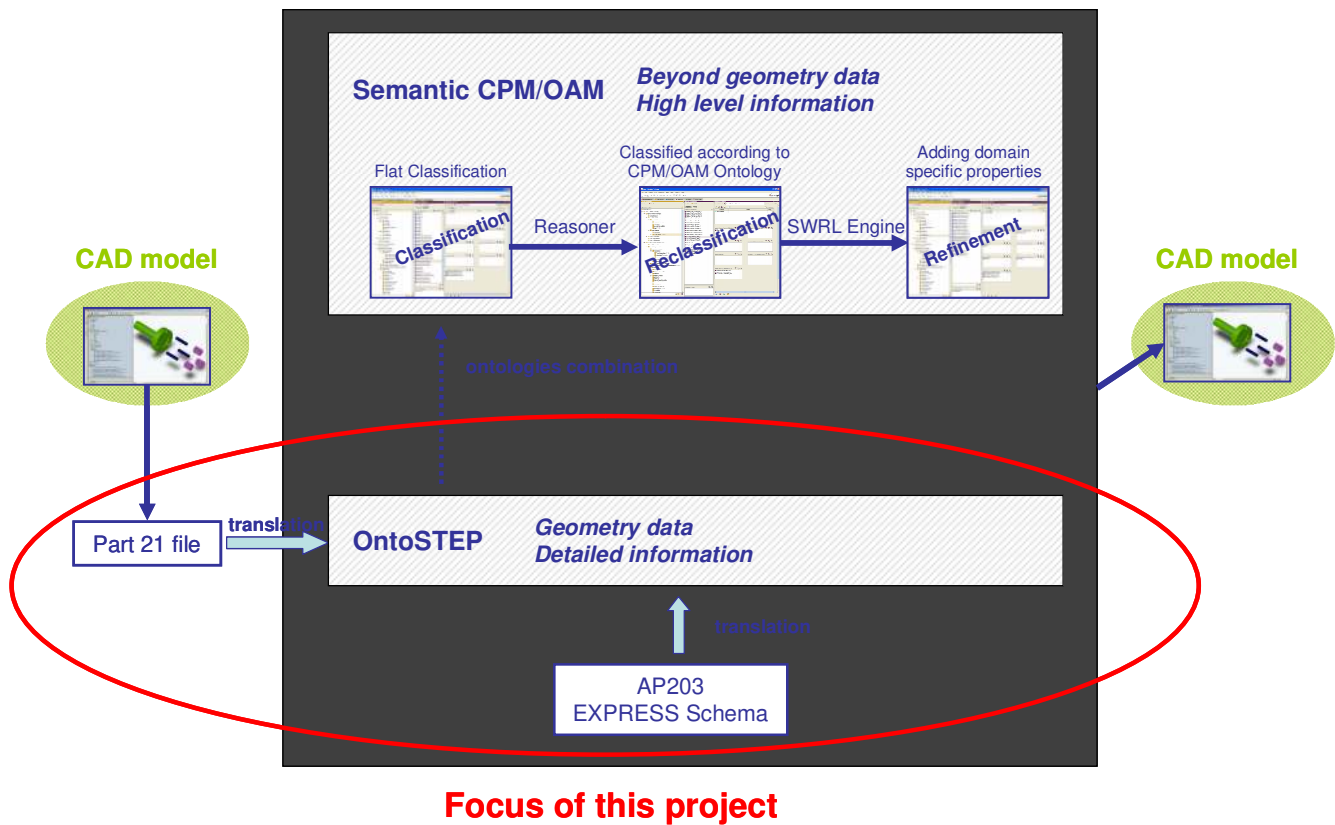 Semantic CPM/OAM
Beyond geometry data
High level information
Flat Classification
Classified according to
CPM/OAM Ontology
Adding domain
specific properties
Classification
Reasoner
Reclassification
SWRL Engine
Refinement
CAD model
CAD model
ontologies combination
Part 21 file
translation
OntoSTEP
Geometry data
Detailed information
translation
AP203
EXPRESS Schema
Focus of this project